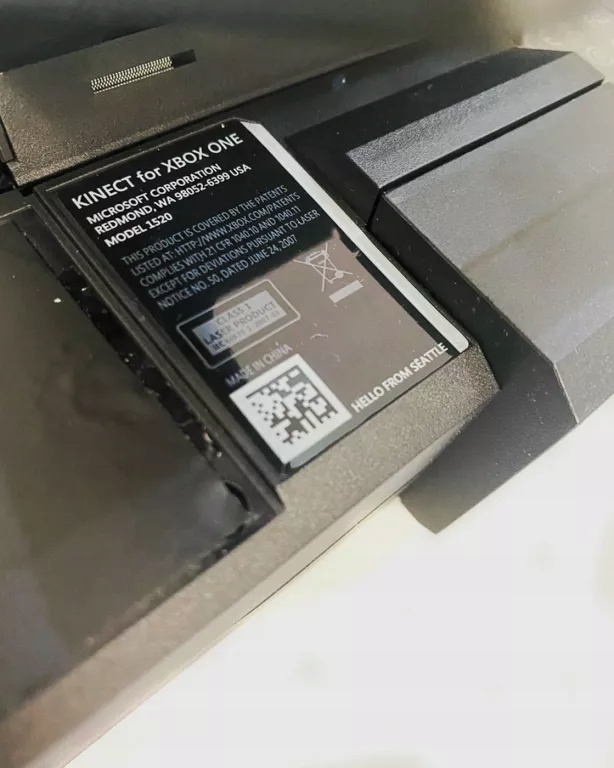 KINECT for XBOX ONE
MICROSOFT CORPORATION
REDMOND, WA 98052-6399 USA
MODEL 1520
THIS PRODUCT IS COVERED BY THE PATENTS
LISTED AT: HTTP://WWW.XBOX.COM/PATENTS
COMPLIES WITH 21 CFR 1040.10 AND 1040.11
EXCEPT FOR DEVIATIONS PURSUANT TO LASER
NOTICE NO. 50, DATED JUNE 24, 2007
CLASS 1
LASER PRODUCT
MADE IN CHINA
HELLO FROM SEATTLE